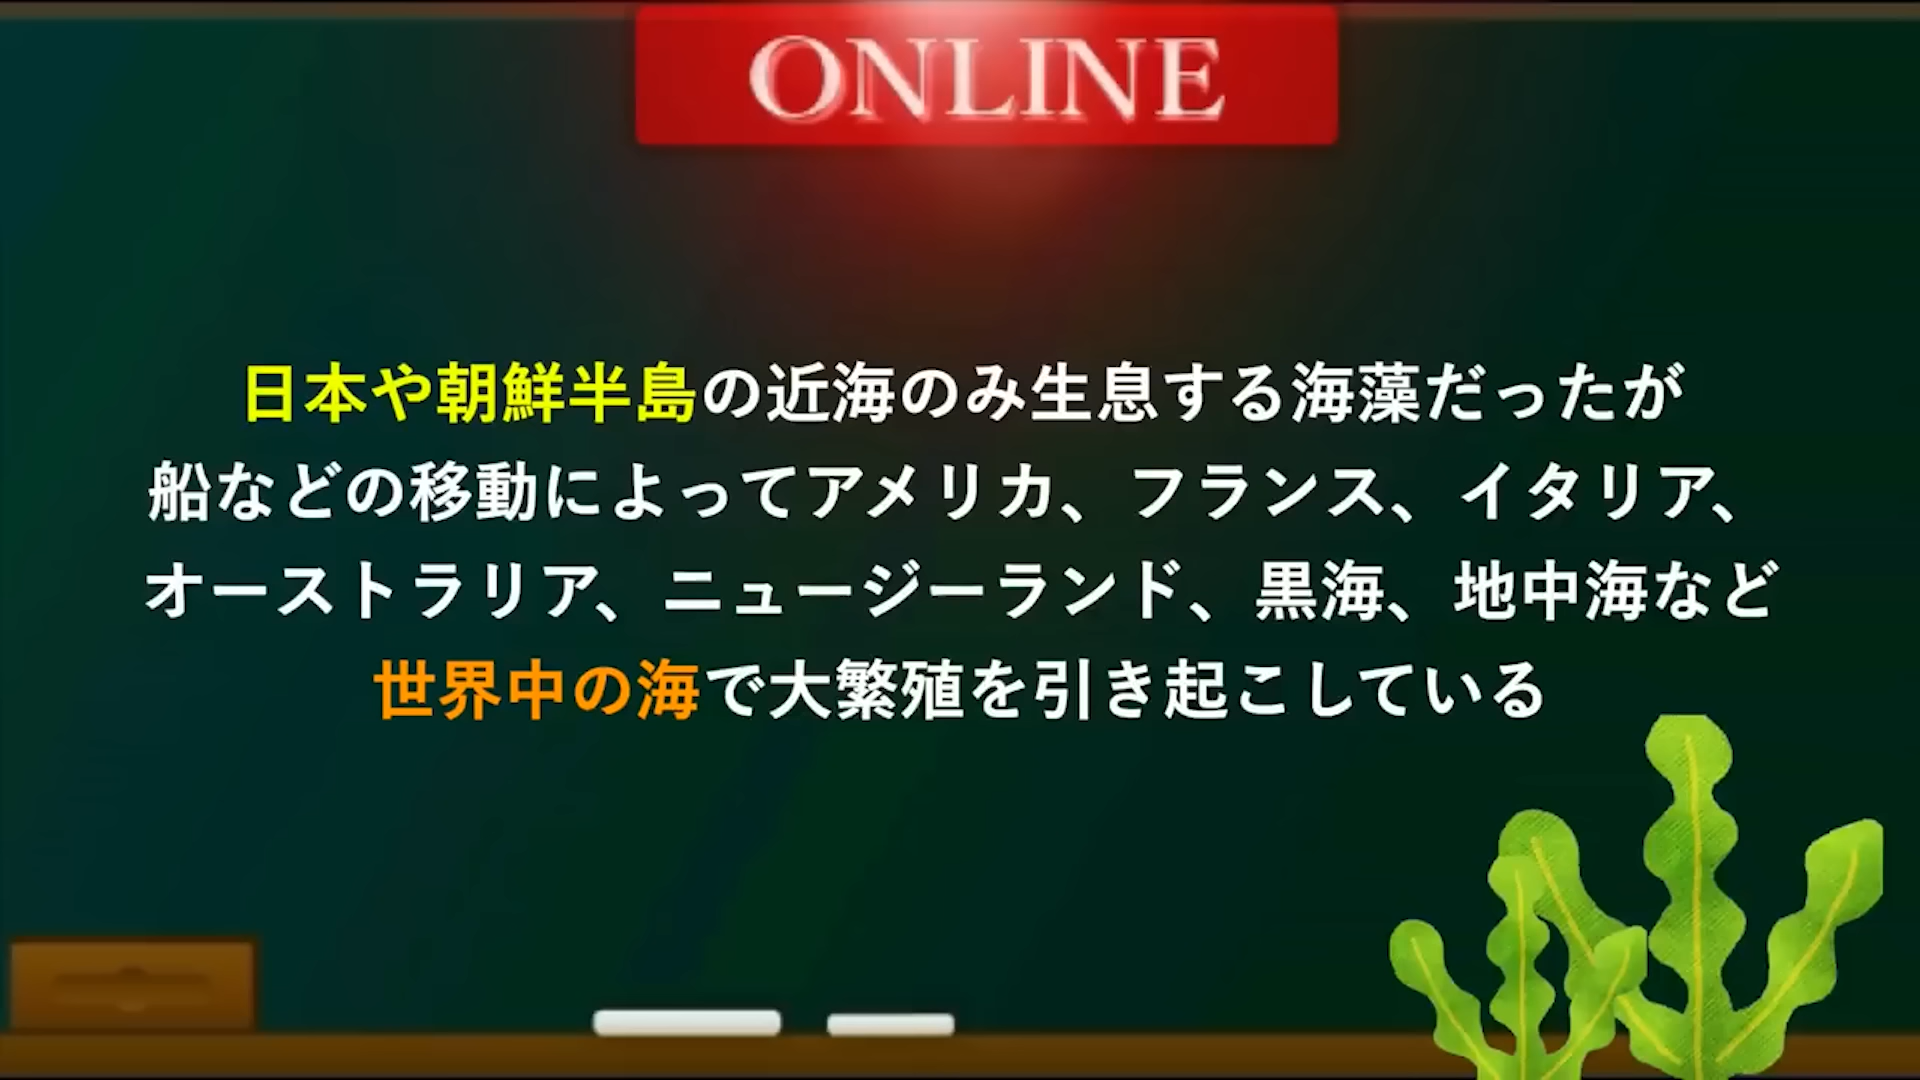 ONLINE
日本や朝鮮半島の近海のみ生息する海藻だったが
船などの移動によってアメリカ、フランス、イタリア、
オーストラリア、ニュージーランド、黒海、地中海など
世界中の海で大繁殖を引き起こしている